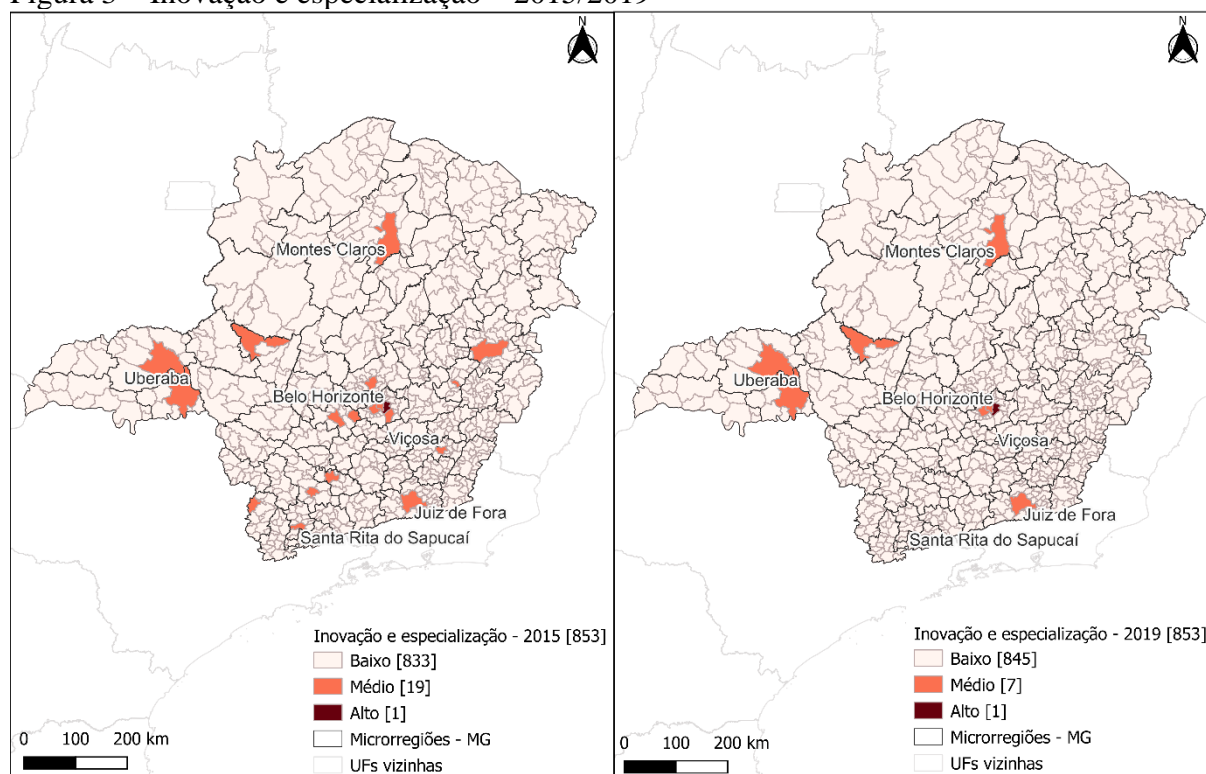 Figura 3 – Inovação e especialização – 2015/2019
N
Montes Claros
Uberaba
Belo Horizonte
Viçosa
Juiz de Fora
Santa Rita do Sapucaí
Inovação e especialização - 2015 [853]
Baixo [833]
Médio [19]
Alto [1]
Microrregiões - MG
UFs vizinhas
0 100 200 km
N
Montes Claros
Uberaba
Belo Horizonte
Viçosa
Juiz de Fora
Santa Rita do Sapucaí
Inovação e especialização - 2019 [853]
Baixo [845]
Médio [7]
Alto [1]
Microrregiões - MG
UFs vizinhas
0 100 200 km